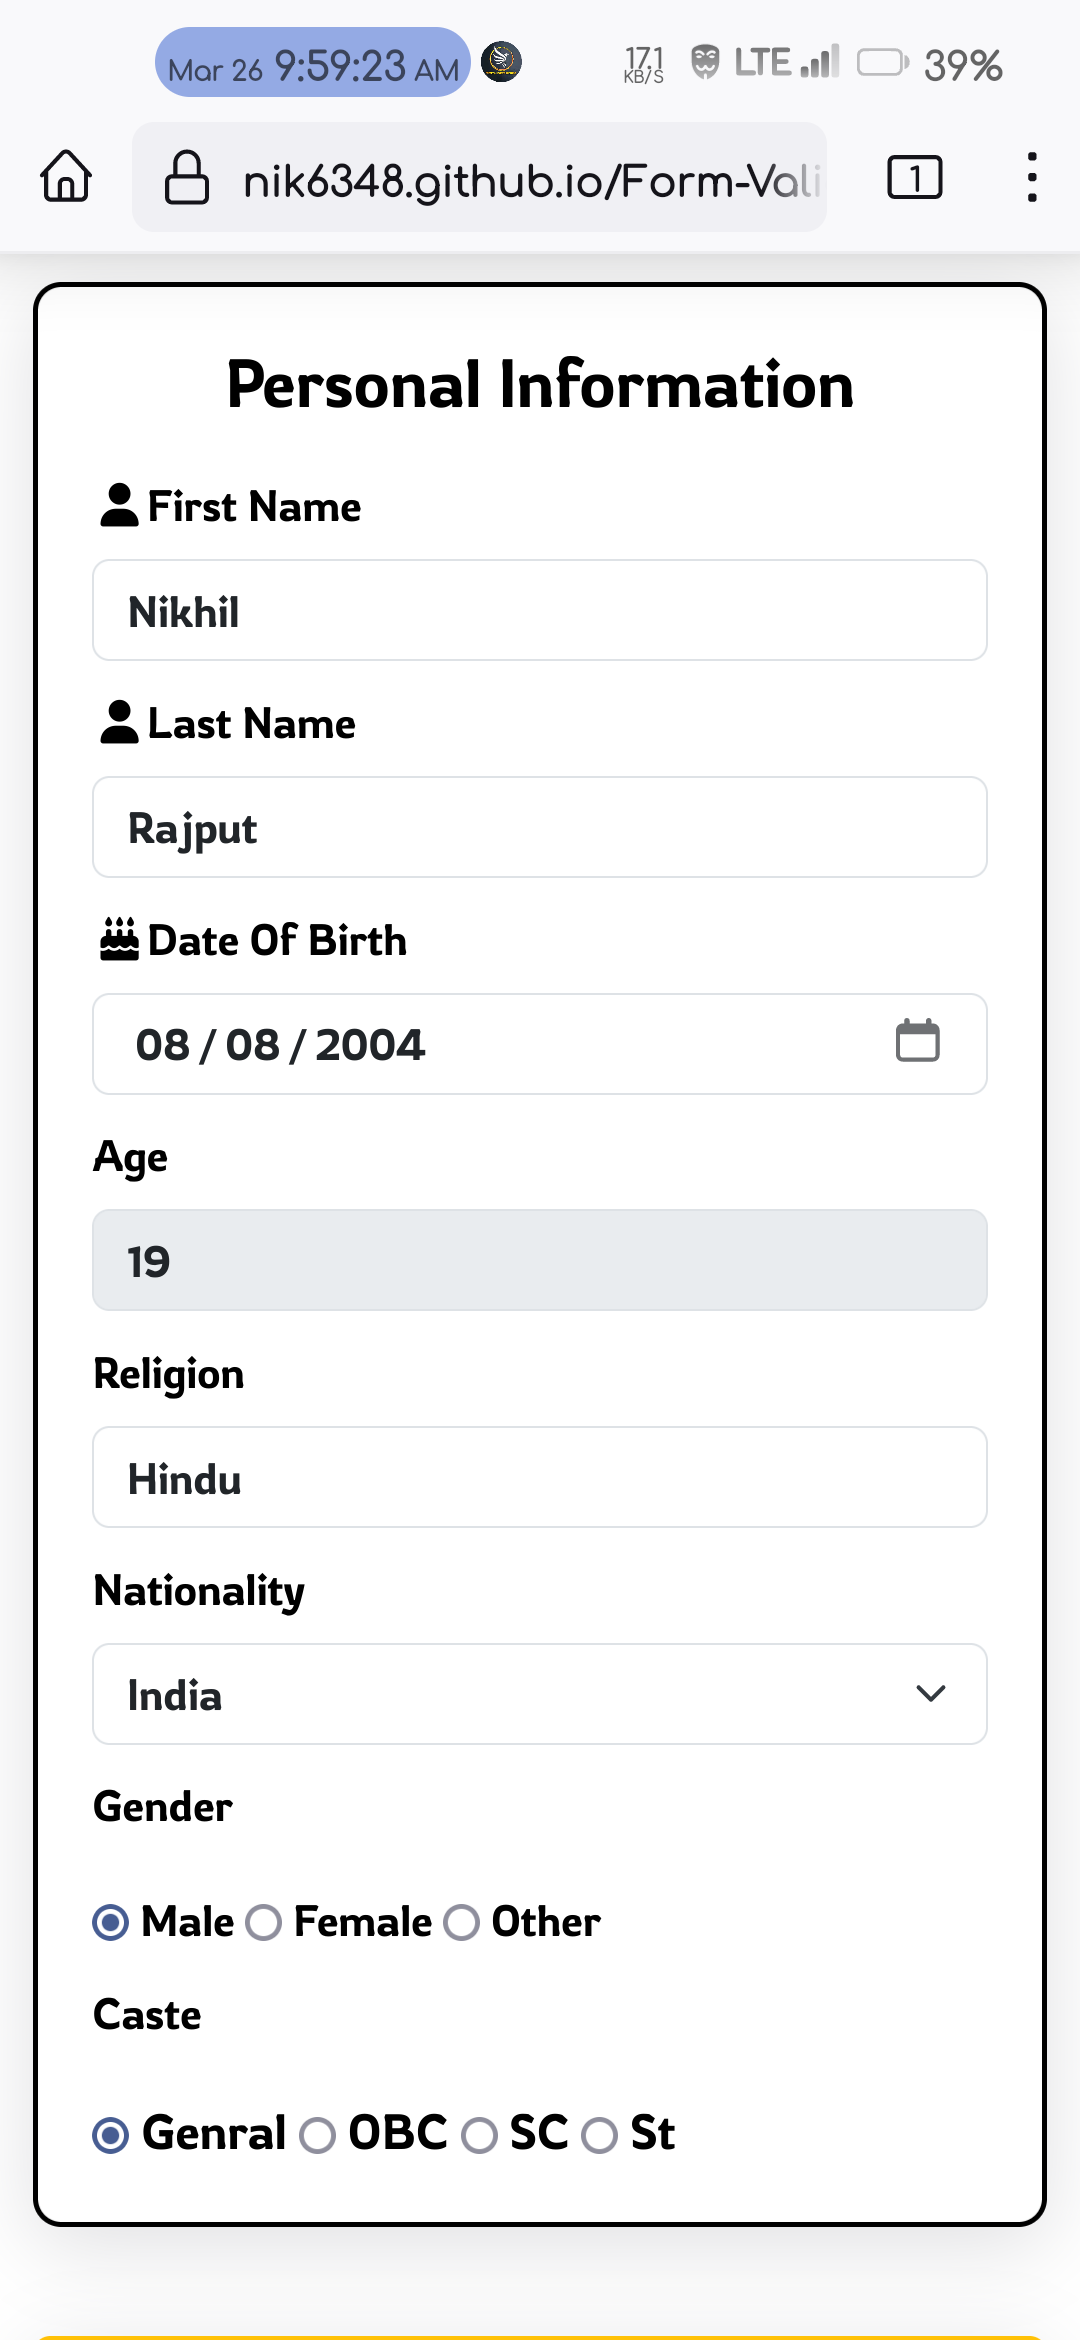 Mar 26 9:59:23 AM 17.1 KB/S LTE 39%
nik6348.github.io/Form-Vali 1
Personal Information
First Name
Nikhil
Last Name
Rajput
Date Of Birth
08 / 08 / 2004
Age
19
Religion
Hindu
Nationality
India
Gender
Male Female Other
Caste
Genral OBC SC St